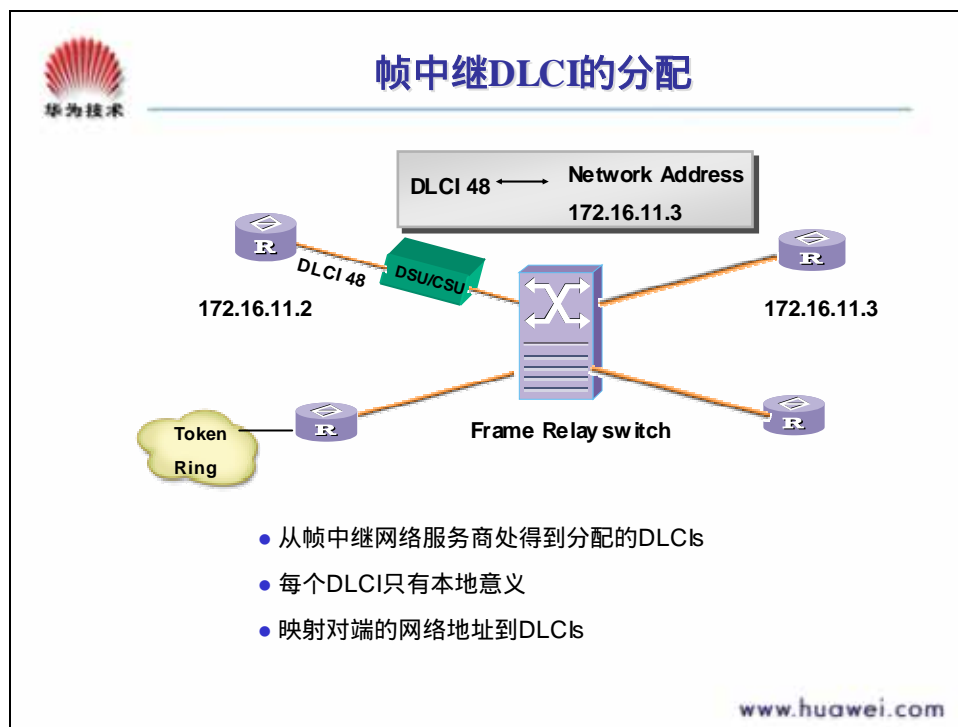 华为技术
帧中继DLCI的分配
DLCI 48
Network Address
172.16.11.3
R
R
DLCI 48
DSU/CSU
172.16.11.2
172.16.11.3
R
R
Token
Ring
Frame Relay switch
从帧中继网络服务商处得到分配的DLCIs
每个DLCI只有本地意义
映射对端的网络地址到DLCIs
www.huawei.com